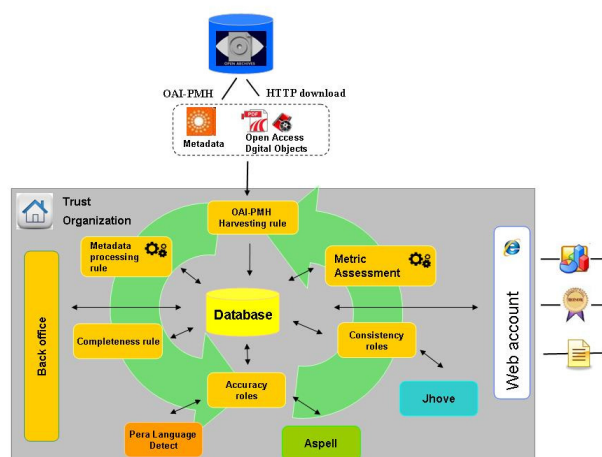 OPEN ARCHIVES
OAI-PMH
HTTP download
PDF
Metadata
Open Access
Dgital Objects
Trust
Organization
OAI-PMH
Harvesting rule
Metadata
processing
rule
Metric
Assessment
Database
Back office
Web account
Completeness rule
Consistency
roles
Accuracy
roles
Jhove
Pera Language
Detect
Aspell